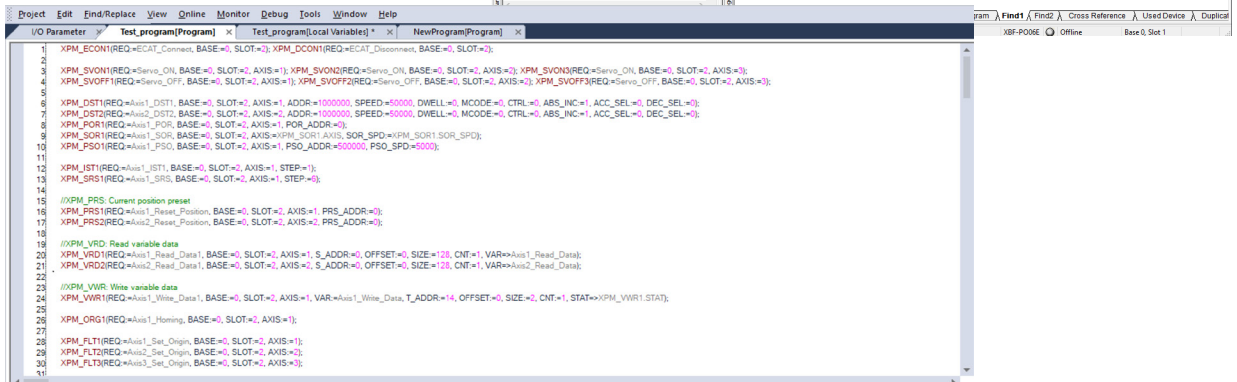 Project Edit Find/Replace View Online Monitor Debug Tools Window Help
I/O Parameter × Test_program[Program] × Test_program[Local Variables] * × NewProgram[Program] ×
gram Find1 Find2 Cross Reference Used Device Duplicat
XBF-PO06E Offline Base 0, Slot 1
1 XPM_ECON1(REQ:=ECAT_Connect, BASE:=0, SLOT:=2); XPM_DCON1(REQ:=ECAT_Disconnect, BASE:=0, SLOT:=2);
2
3 XPM_SVON1(REQ:=Servo_ON, BASE:=0, SLOT:=2, AXIS:=1); XPM_SVON2(REQ:=Servo_ON, BASE:=0, SLOT:=2, AXIS:=2); XPM_SVON3(REQ:=Servo_ON, BASE:=0, SLOT:=2, AXIS:=3);
4 XPM_SVOFF1(REQ:=Servo_OFF, BASE:=0, SLOT:=2, AXIS:=1); XPM_SVOFF2(REQ:=Servo_OFF, BASE:=0, SLOT:=2, AXIS:=2); XPM_SVOFF3(REQ:=Servo_OFF, BASE:=0, SLOT:=2, AXIS:=3);
5
6 XPM_DST1(REQ:=Axis1_DST1, BASE:=0, SLOT:=2, AXIS:=1, ADDR:=1000000, SPEED:=50000, DWELL:=0, MCODE:=0, CTRL:=0, ABS_INC:=1, ACC_SEL:=0, DEC_SEL:=0);
7 XPM_DST2(REQ:=Axis2_DST1, BASE:=0, SLOT:=2, AXIS:=2, ADDR:=1000000, SPEED:=50000, DWELL:=0, MCODE:=0, CTRL:=0, ABS_INC:=1, ACC_SEL:=0, DEC_SEL:=0);
8 XPM_POR1(REQ:=Axis1_POR, BASE:=0, SLOT:=2, AXIS:=1, POR_ADDR:=0);
9 XPM_SOR1(REQ:=Axis1_SOR, BASE:=0, SLOT:=2, AXIS:=XPM_SOR1.AXIS, SOR_SPD:=XPM_SOR1.SOR_SPD);
10 XPM_PSO1(REQ:=Axis1_PSO, BASE:=0, SLOT:=2, AXIS:=1, PSO_ADDR:=500000, PSO_SPD:=5000);
11
12 XPM_IST1(REQ:=Axis1_IST1, BASE:=0, SLOT:=2, AXIS:=1, STEP:=1);
13 XPM_SRS1(REQ:=Axis1_SRS, BASE:=0, SLOT:=2, AXIS:=1, STEP:=6);
14
15 //XPM_PRS: Current position preset
16 XPM_PRS1(REQ:=Axis1_Reset_Position, BASE:=0, SLOT:=2, AXIS:=1, PRS_ADDR:=0);
17 XPM_PRS2(REQ:=Axis2_Reset_Position, BASE:=0, SLOT:=2, AXIS:=2, PRS_ADDR:=0);
18
19 //XPM_VRD: Read variable data
20 XPM_VRD1(REQ:=Axis1_Read_Data1, BASE:=0, SLOT:=2, AXIS:=1, S_ADDR:=0, OFFSET:=0, SIZE:=128, CNT:=1, VAR=>Axis1_Read_Data);
21 XPM_VRD2(REQ:=Axis2_Read_Data1, BASE:=0, SLOT:=2, AXIS:=2, S_ADDR:=0, OFFSET:=0, SIZE:=128, CNT:=1, VAR=>Axis2_Read_Data);
22
23 //XPM_VWR: Write variable data
24 XPM_VWR1(REQ:=Axis1_Write_Data1, BASE:=0, SLOT:=2, AXIS:=1, VAR:=Axis1_Write_Data, T_ADDR:=14, OFFSET:=0, SIZE:=2, CNT:=1, STAT=>XPM_VWR1.STAT);
25
26 XPM_ORG1(REQ:=Axis1_Homing, BASE:=0, SLOT:=2, AXIS:=1);
27
28 XPM_FLT1(REQ:=Axis1_Set_Origin, BASE:=0, SLOT:=2, AXIS:=1);
29 XPM_FLT2(REQ:=Axis2_Set_Origin, BASE:=0, SLOT:=2, AXIS:=2);
30 XPM_FLT3(REQ:=Axis3_Set_Origin, BASE:=0, SLOT:=2, AXIS:=3);
31